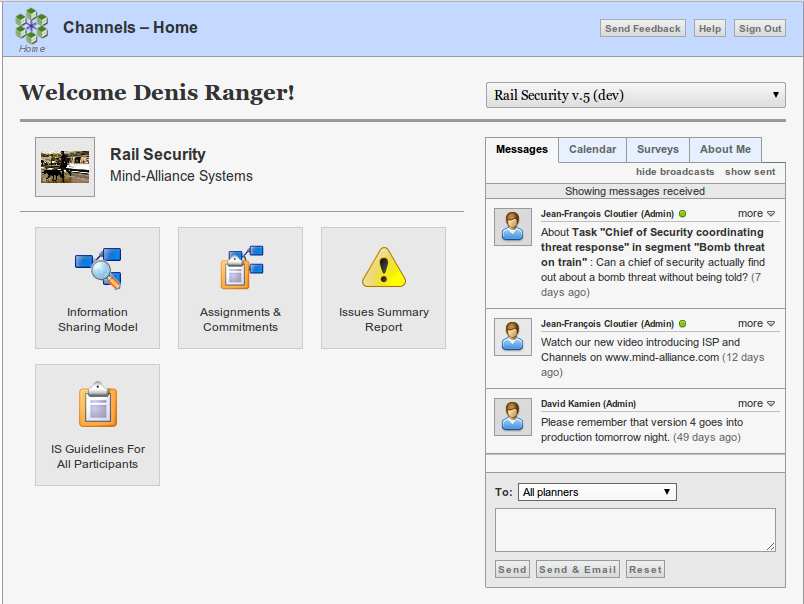 Home
Channels – Home
Send Feedback
Help
Sign Out
Welcome Denis Ranger!
Rail Security v.5 (dev)
Rail Security
Mind-Alliance Systems
Information
Sharing Model
Assignments &
Commitments
Issues Summary
Report
IS Guidelines For
All Participants
Messages
Calendar
Surveys
About Me
hide broadcasts show sent
Showing messages received
Jean-François Cloutier (Admin) more
About Task "Chief of Security coordinating
threat response" in segment "Bomb threat
on train" : Can a chief of security actually find
out about a bomb threat without being told? (7
days ago)
Jean-François Cloutier (Admin) more
Watch our new video introducing ISP and
Channels on www.mind-alliance.com (12 days
ago)
David Kamien (Admin) more
Please remember that version 4 goes into
production tomorrow night. (49 days ago)
To: All planners
Send
Send & Email
Reset